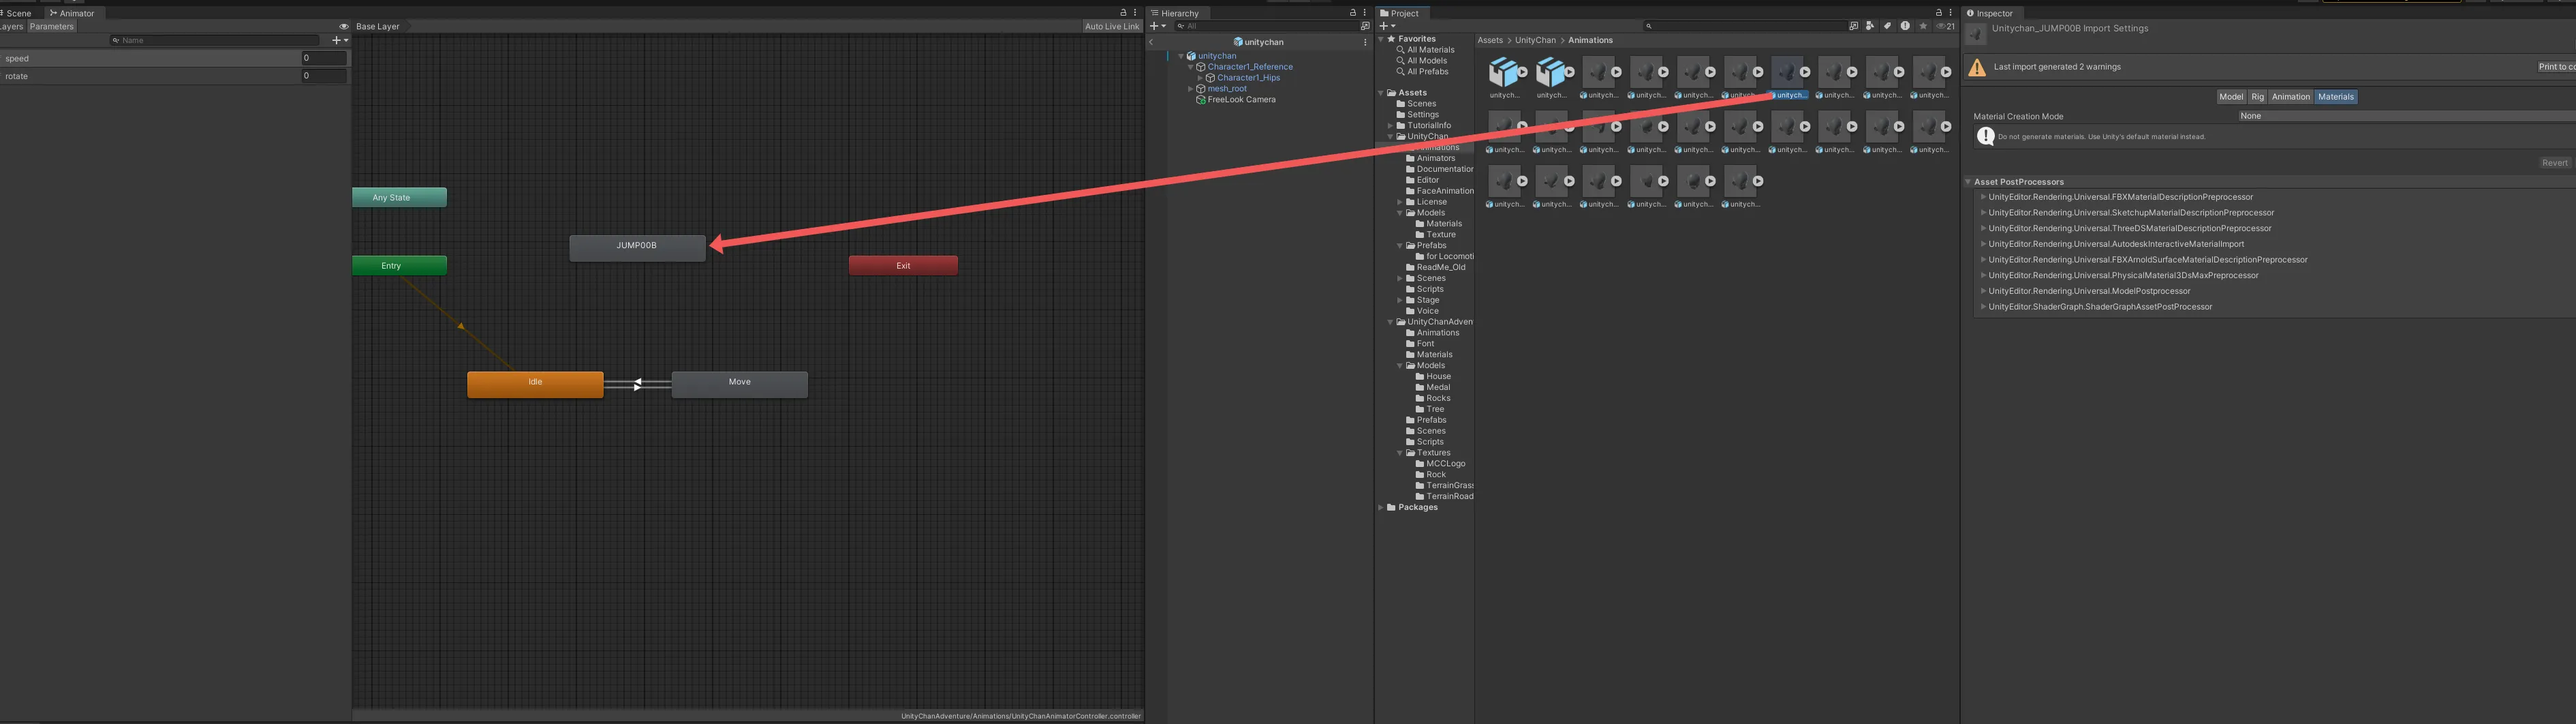 Scene
Animator
Layers
Parameters
Base Layer
Auto Live Link
Name
speed
0
rotate
0
Any State
Entry
JUMP00B
Exit
Idle
Move
UnityChanAdventure/Animations/UnityChanAnimatorController.controller
Hierarchy
All
unitychan
unitychan
Character1_Reference
Character1_Hips
mesh_root
FreeLook Camera
Project
21
Favorites
All Materials
All Models
All Prefabs
Assets
Scenes
Settings
TutorialInfo
UnityChan
Animations
Animators
Documentation
Editor
FaceAnimation
License
Models
Materials
Texture
Prefabs
for Locomoti
ReadMe_Old
Scenes
Scripts
Stage
Voice
UnityChanAdven
Animations
Font
Materials
Models
House
Medal
Rocks
Tree
Prefabs
Scenes
Scripts
Textures
MCCLogo
Rock
TerrainGrass
TerrainRoad
Packages
Assets > UnityChan > Animations
unitych... unitych... unitych... unitych... unitych... unitych... unitych... unitych... unitych... unitych...
unitych... unitych... unitych... unitych... unitych... unitych... unitych... unitych... unitych... unitych...
unitych... unitych... unitych... unitych... unitych... unitych...
Inspector
Unitychan_JUMP00B Import Settings
Last import generated 2 warnings
Print to co
Model Rig Animation Materials
Material Creation Mode
None
Do not generate materials. Use Unity's default material instead.
Revert
Asset PostProcessors
UnityEditor.Rendering.Universal.FBXMaterialDescriptionPreprocessor
UnityEditor.Rendering.Universal.SketchupMaterialDescriptionPreprocessor
UnityEditor.Rendering.Universal.ThreeDSMaterialDescriptionPreprocessor
UnityEditor.Rendering.Universal.AutodeskInteractiveMaterialImport
UnityEditor.Rendering.Universal.FBXArnoldSurfaceMaterialDescriptionPreprocessor
UnityEditor.Rendering.Universal.PhysicalMaterial3DsMaxPreprocessor
UnityEditor.Rendering.Universal.ModelPostprocessor
UnityEditor.ShaderGraph.ShaderGraphAssetPostProcessor